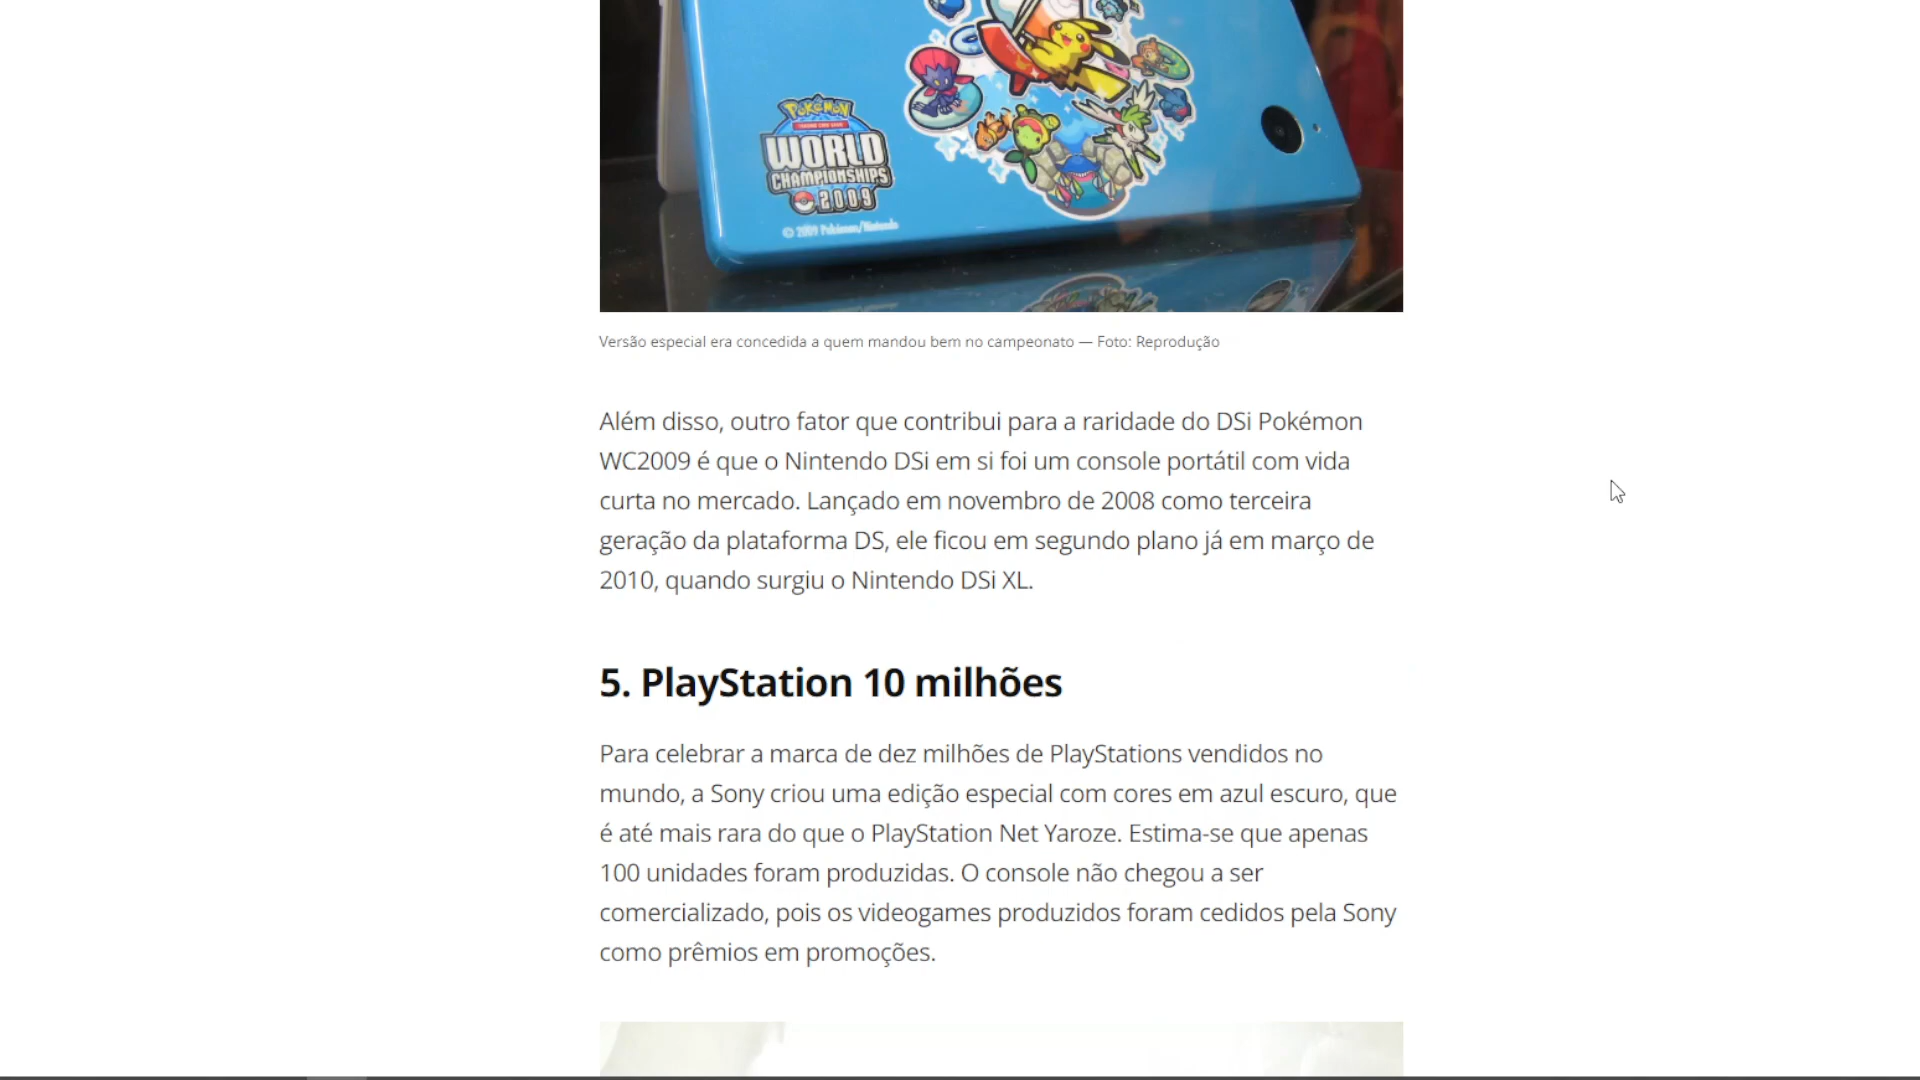 POKéMON
WORLD
CHAMPIONSHIPS
2009
© 2009 Pokémon/Nintendo
Versão especial era concedida a quem mandou bem no campeonato — Foto: Reprodução
Além disso, outro fator que contribui para a raridade do DSi Pokémon
WC2009 é que o Nintendo DSi em si foi um console portátil com vida
curta no mercado. Lançado em novembro de 2008 como terceira
geração da plataforma DS, ele ficou em segundo plano já em março de
2010, quando surgiu o Nintendo DSi XL.
5. PlayStation 10 milhões
Para celebrar a marca de dez milhões de PlayStations vendidos no
mundo, a Sony criou uma edição especial com cores em azul escuro, que
é até mais rara do que o PlayStation Net Yaroze. Estima-se que apenas
100 unidades foram produzidas. O console não chegou a ser
comercializado, pois os videogames produzidos foram cedidos pela Sony
como prêmios em promoções.